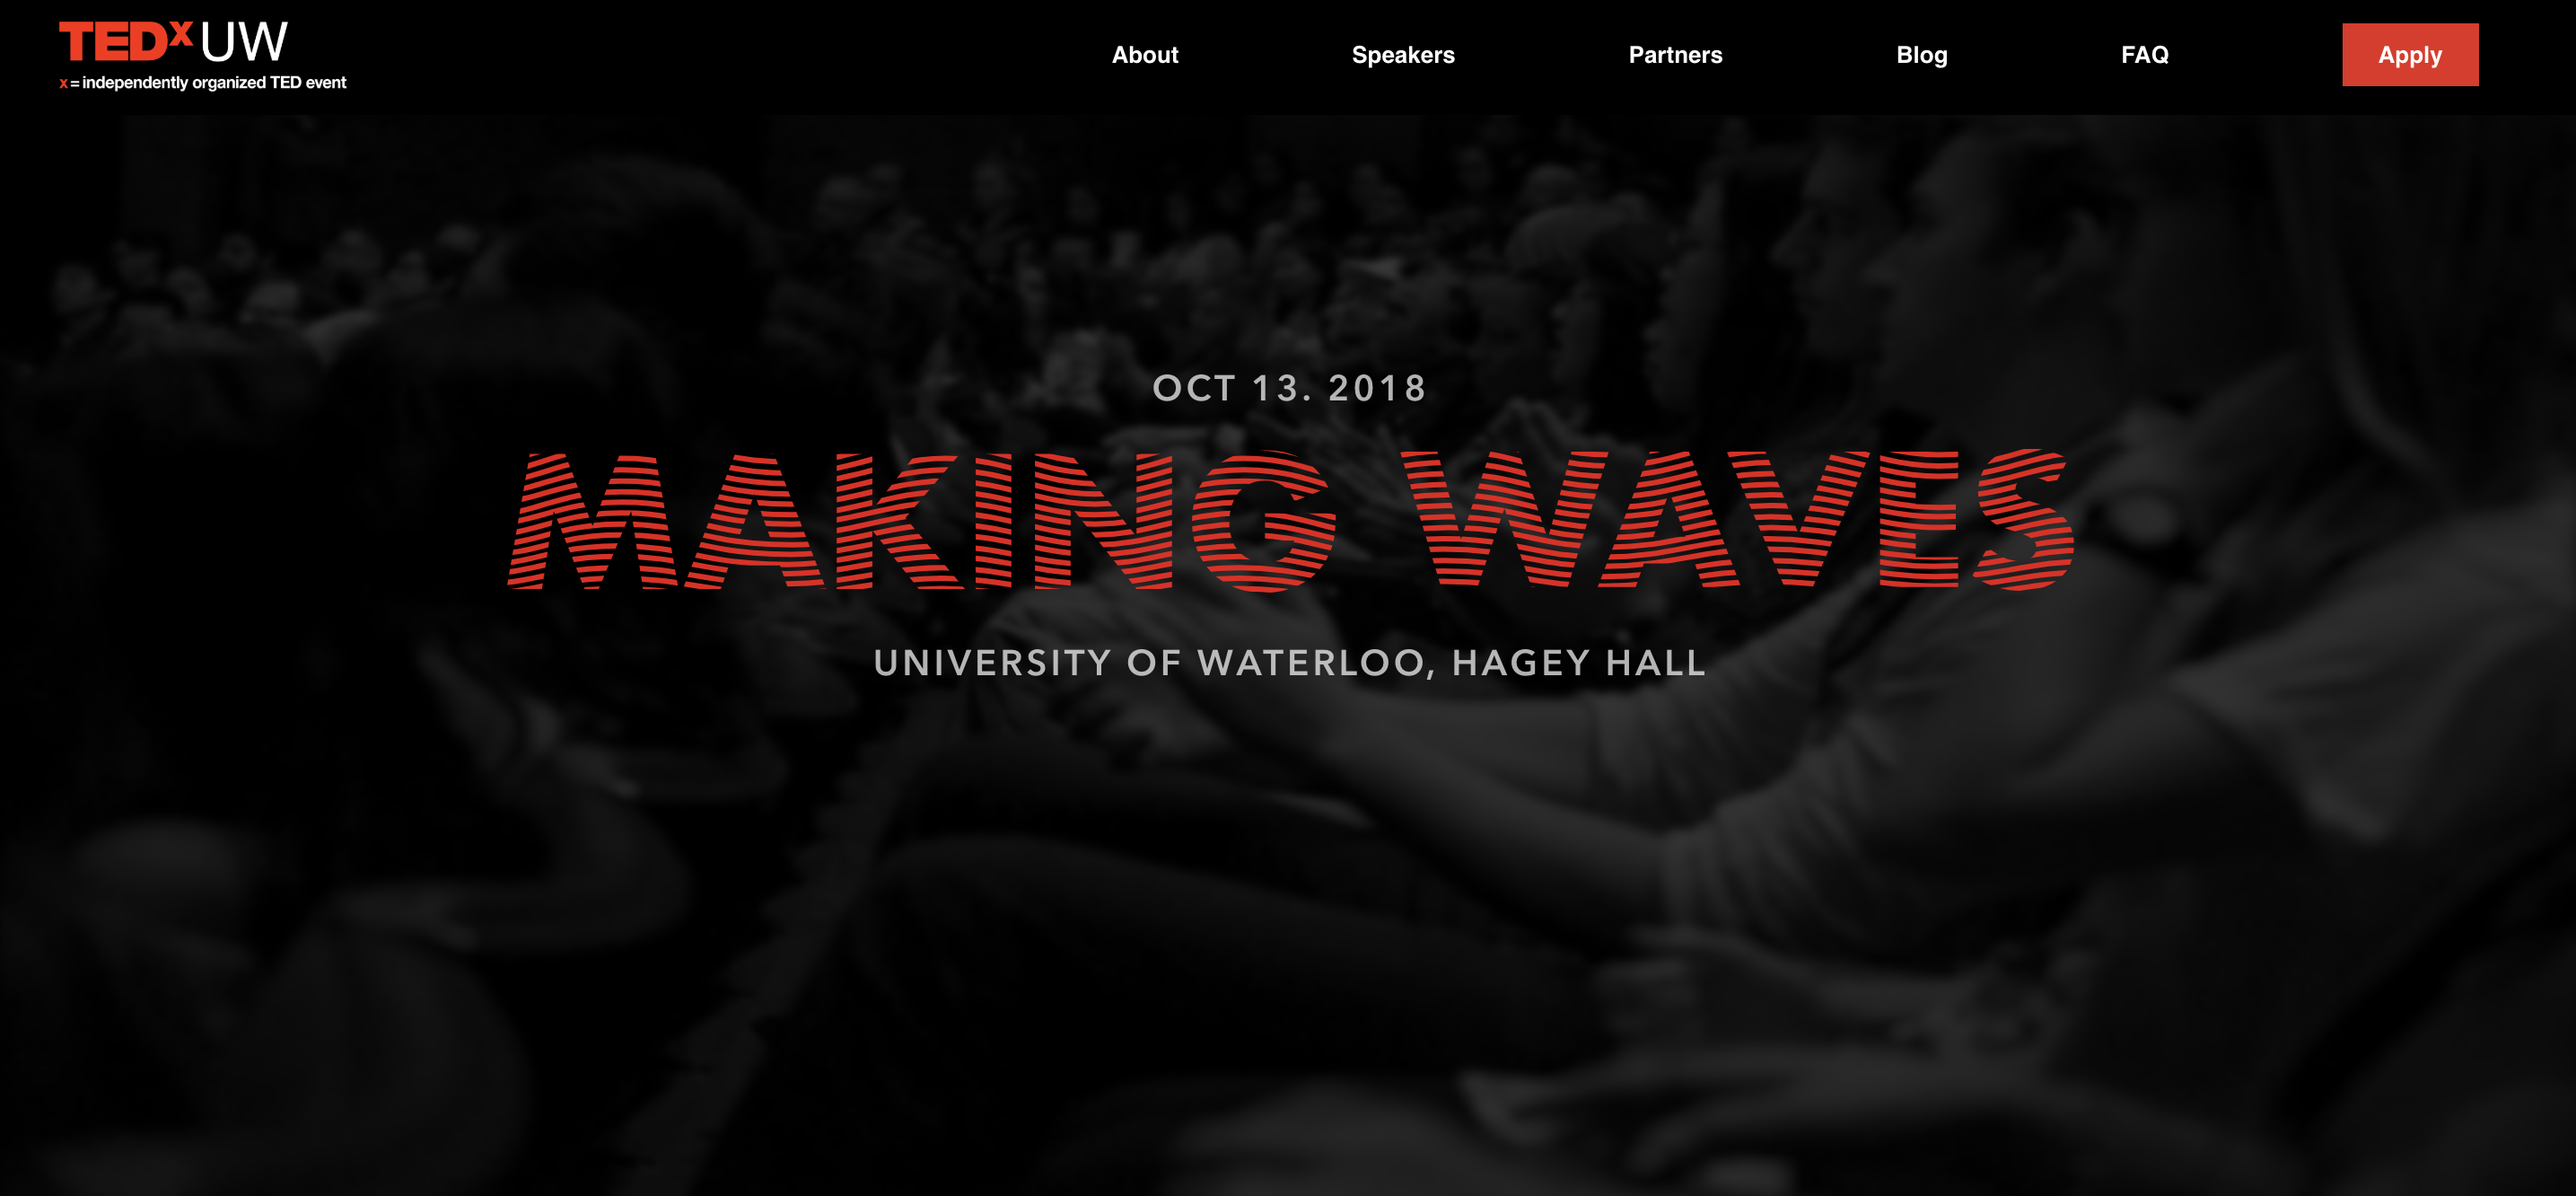 TEDxUW
x = independently organized TED event
About Speakers Partners Blog FAQ Apply
OCT 13. 2018
MAKING WAVES
UNIVERSITY OF WATERLOO, HAGEY HALL